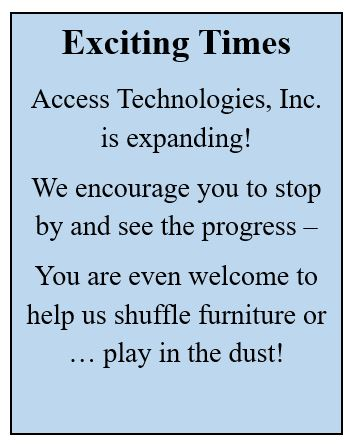 Exciting Times
Access Technologies, Inc.
is expanding!
We encourage you to stop
by and see the progress –
You are even welcome to
help us shuffle furniture or
… play in the dust!